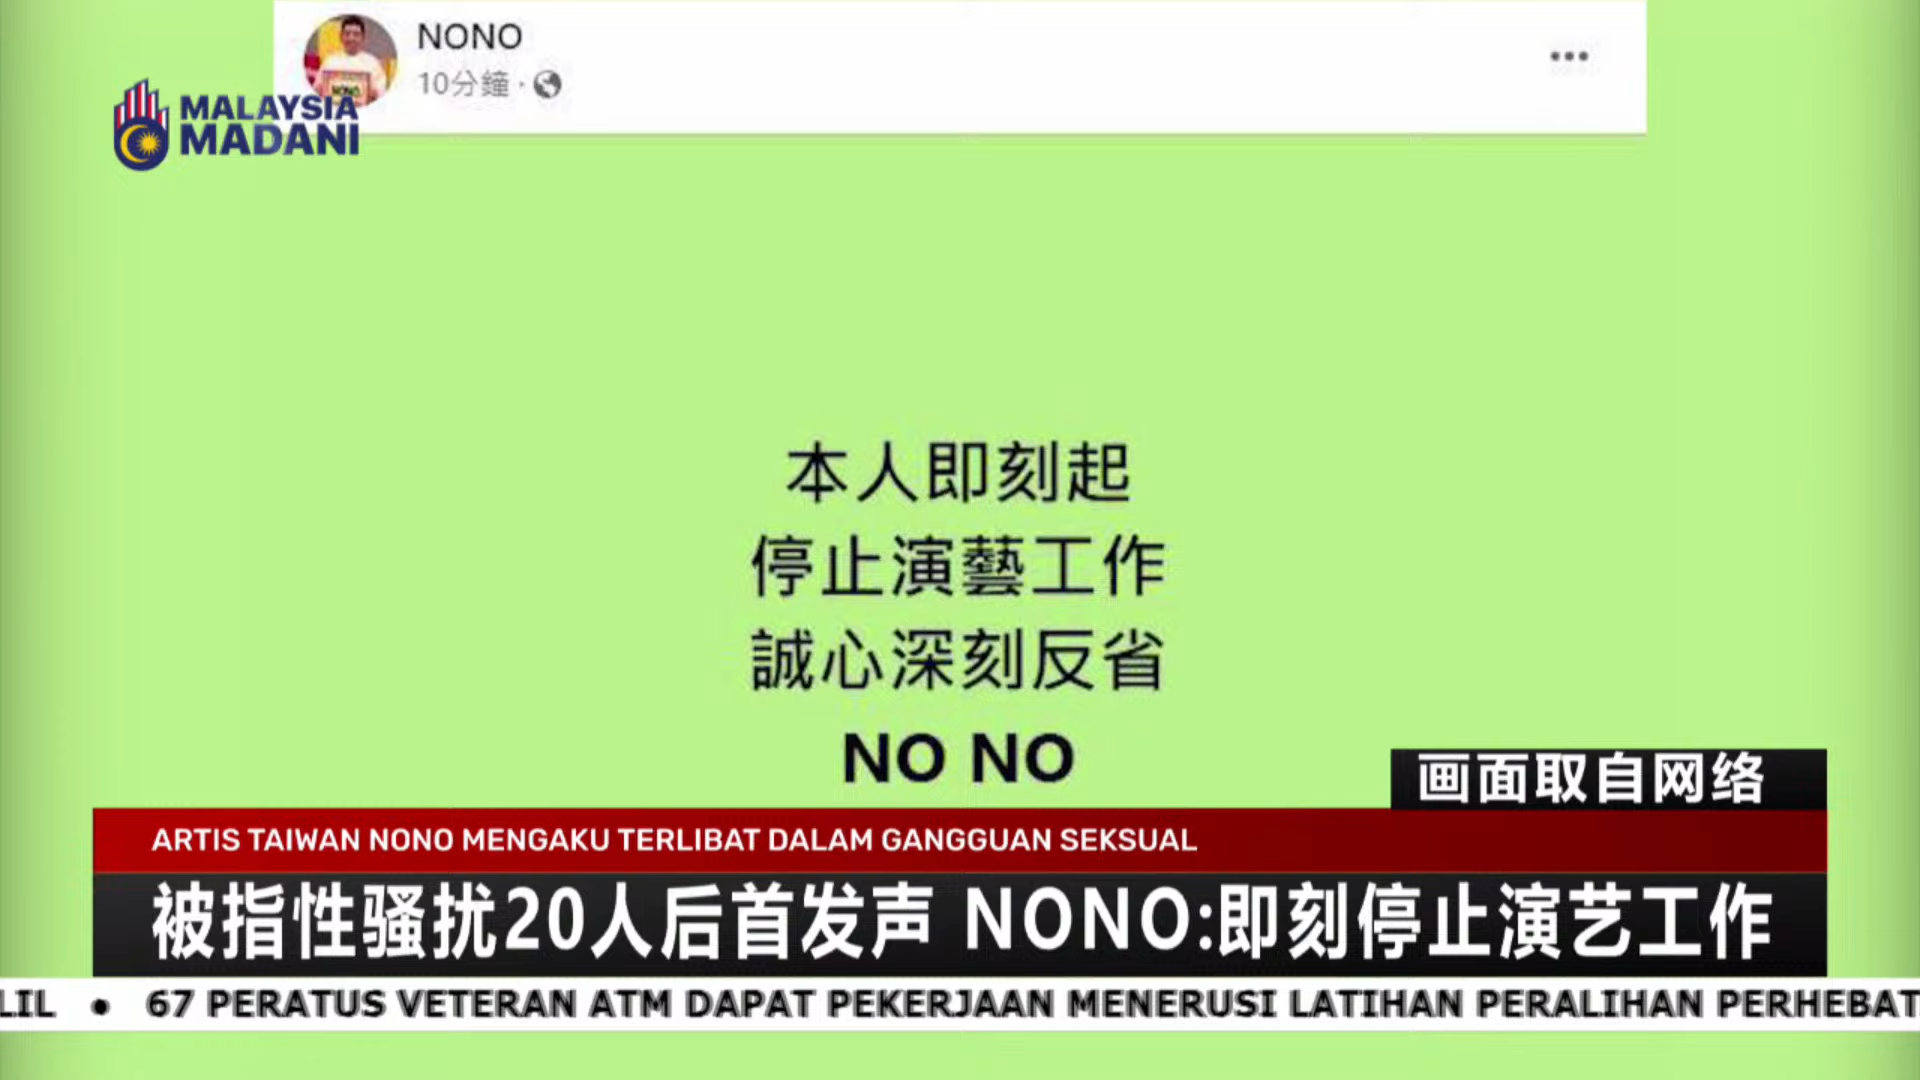 NONO
10分鐘 ·
MALAYSIA
MADANI
NONO
本人即刻起
停止演藝工作
誠心深刻反省
NO NO
画面取自网络
ARTIS TAIWAN NONO MENGAKU TERLIBAT DALAM GANGGUAN SEKSUAL
被指性骚扰20人后首发声 NONO:即刻停止演艺工作
LIL • 67 PERATUS VETERAN ATM DAPAT PEKERJAAN MENERUSI LATIHAN PERALIHAN PERHEBAT